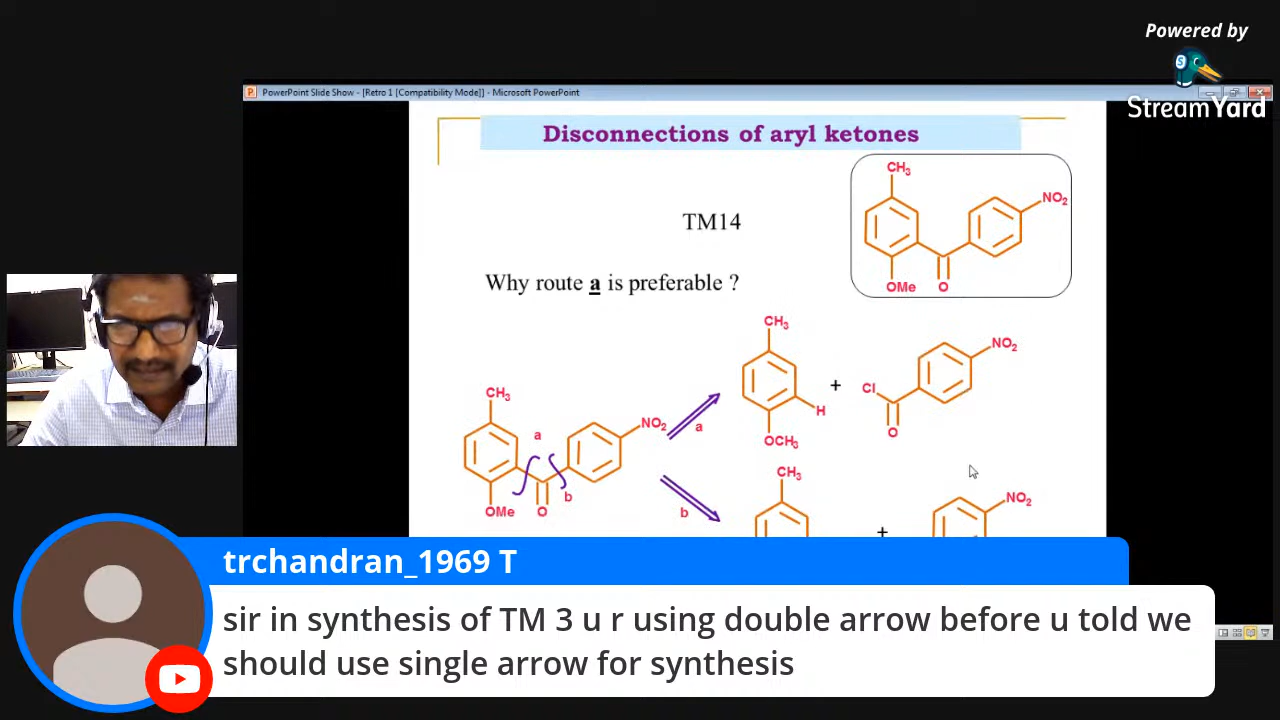 Powered by
StreamYard
PowerPoint Slide Show - [Retro 1 [Compatibility Mode]] - Microsoft PowerPoint
Disconnections of aryl ketones
CH3
NO2
OMe
O
TM14
Why route a is preferable ?
CH3
NO2
+
Cl
H
O
OCH3
CH3
a
NO2
a
b
OMe
O
b
CH3
NO2
+
trchandran_1969 T
sir in synthesis of TM 3 u r using double arrow before u told we
should use single arrow for synthesis